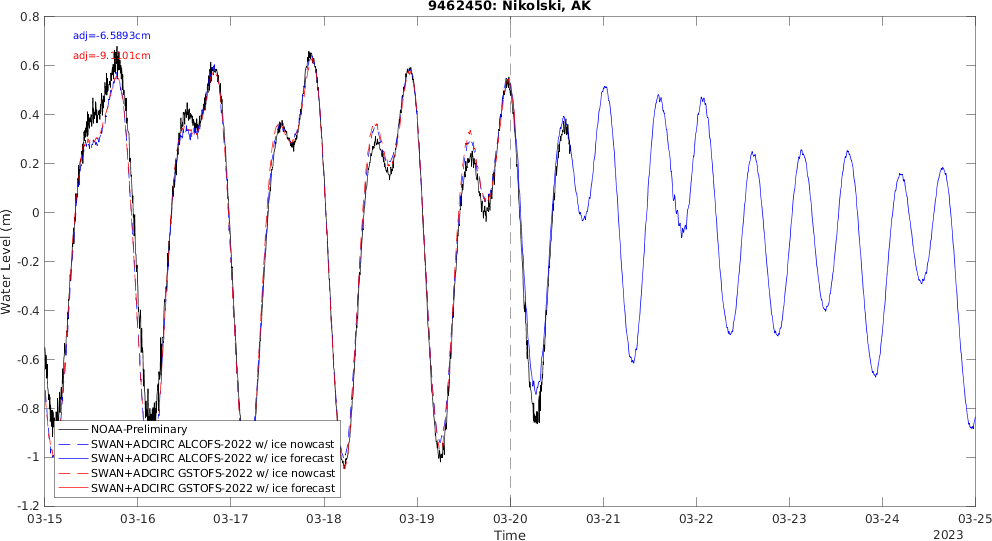 9462450: Nikolski, AK
adj=-6.5893cm
Water Level (m)
0.8
0.6
0.4
0.2
0
-0.2
-0.4
-0.6
-0.8
-1
-1.2
NOAA-Preliminary
SWAN+ADCIRC ALCOFS-2022 w/ ice nowcast
SWAN+ADCIRC ALCOFS-2022 w/ ice forecast
SWAN+ADCIRC GSTOFS-2022 w/ ice nowcast
SWAN+ADCIRC GSTOFS-2022 w/ ice forecast
03-15 03-16 03-17 03-18 03-19 03-20 03-21 03-22 03-23 03-24 03-25
Time
2023